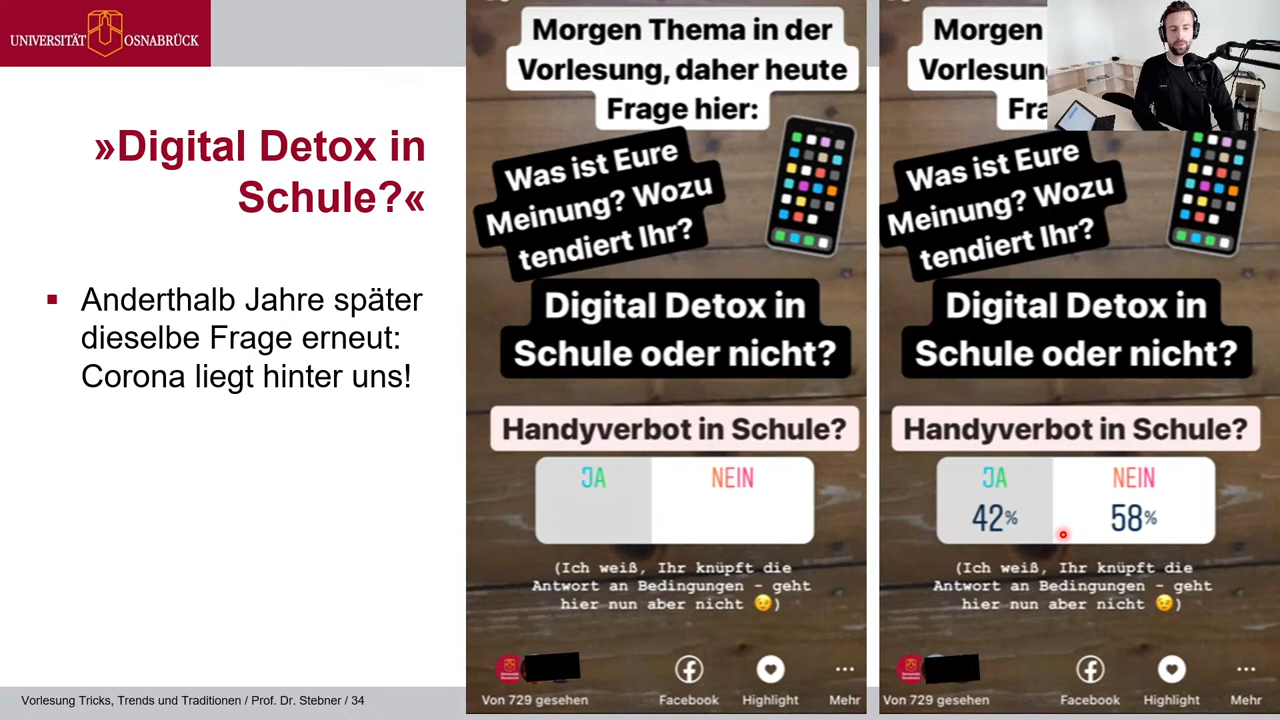 UNIVERSITÄT OSNABRÜCK
»Digital Detox in
Schule?«
Anderthalb Jahre später
dieselbe Frage erneut:
Corona liegt hinter uns!
Vorlesung Tricks, Trends und Traditionen / Prof. Dr. Stebner / 34
Morgen Thema in der
Vorlesung, daher heute
Frage hier:
Was ist Eure
Meinung? Wozu
tendiert Ihr?
Digital Detox in
Schule oder nicht?
Handyverbot in Schule?
JA NEIN
(Ich weiß, Ihr knüpft die
Antwort an Bedingungen - geht
hier nun aber nicht 😉)
Von 729 gesehen
Facebook
Highlight
Mehr
Morgen
Vorlesun
Fra
Was ist Eure
Meinung? Wozu
tendiert Ihr?
Digital Detox in
Schule oder nicht?
Handyverbot in Schule?
JA NEIN
42% 58%
(Ich weiß, Ihr knüpft die
Antwort an Bedingungen - geht
hier nun aber nicht 😉)
Von 729 gesehen
Facebook
Highlight
Mehr